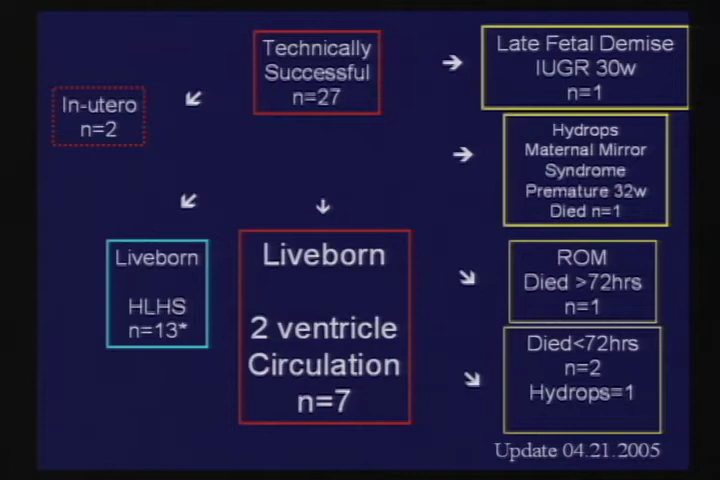 Technically
Successful
n=27
Late Fetal Demise
IUGR 30w
n=1
In-utero
n=2
Hydrops
Maternal Mirror
Syndrome
Premature 32w
Died n=1
Liveborn
HLHS
n=13*
Liveborn
2 ventricle
Circulation
n=7
ROM
Died >72hrs
n=1
Died<72hrs
n=2
Hydrops=1
Update 04.21.2005